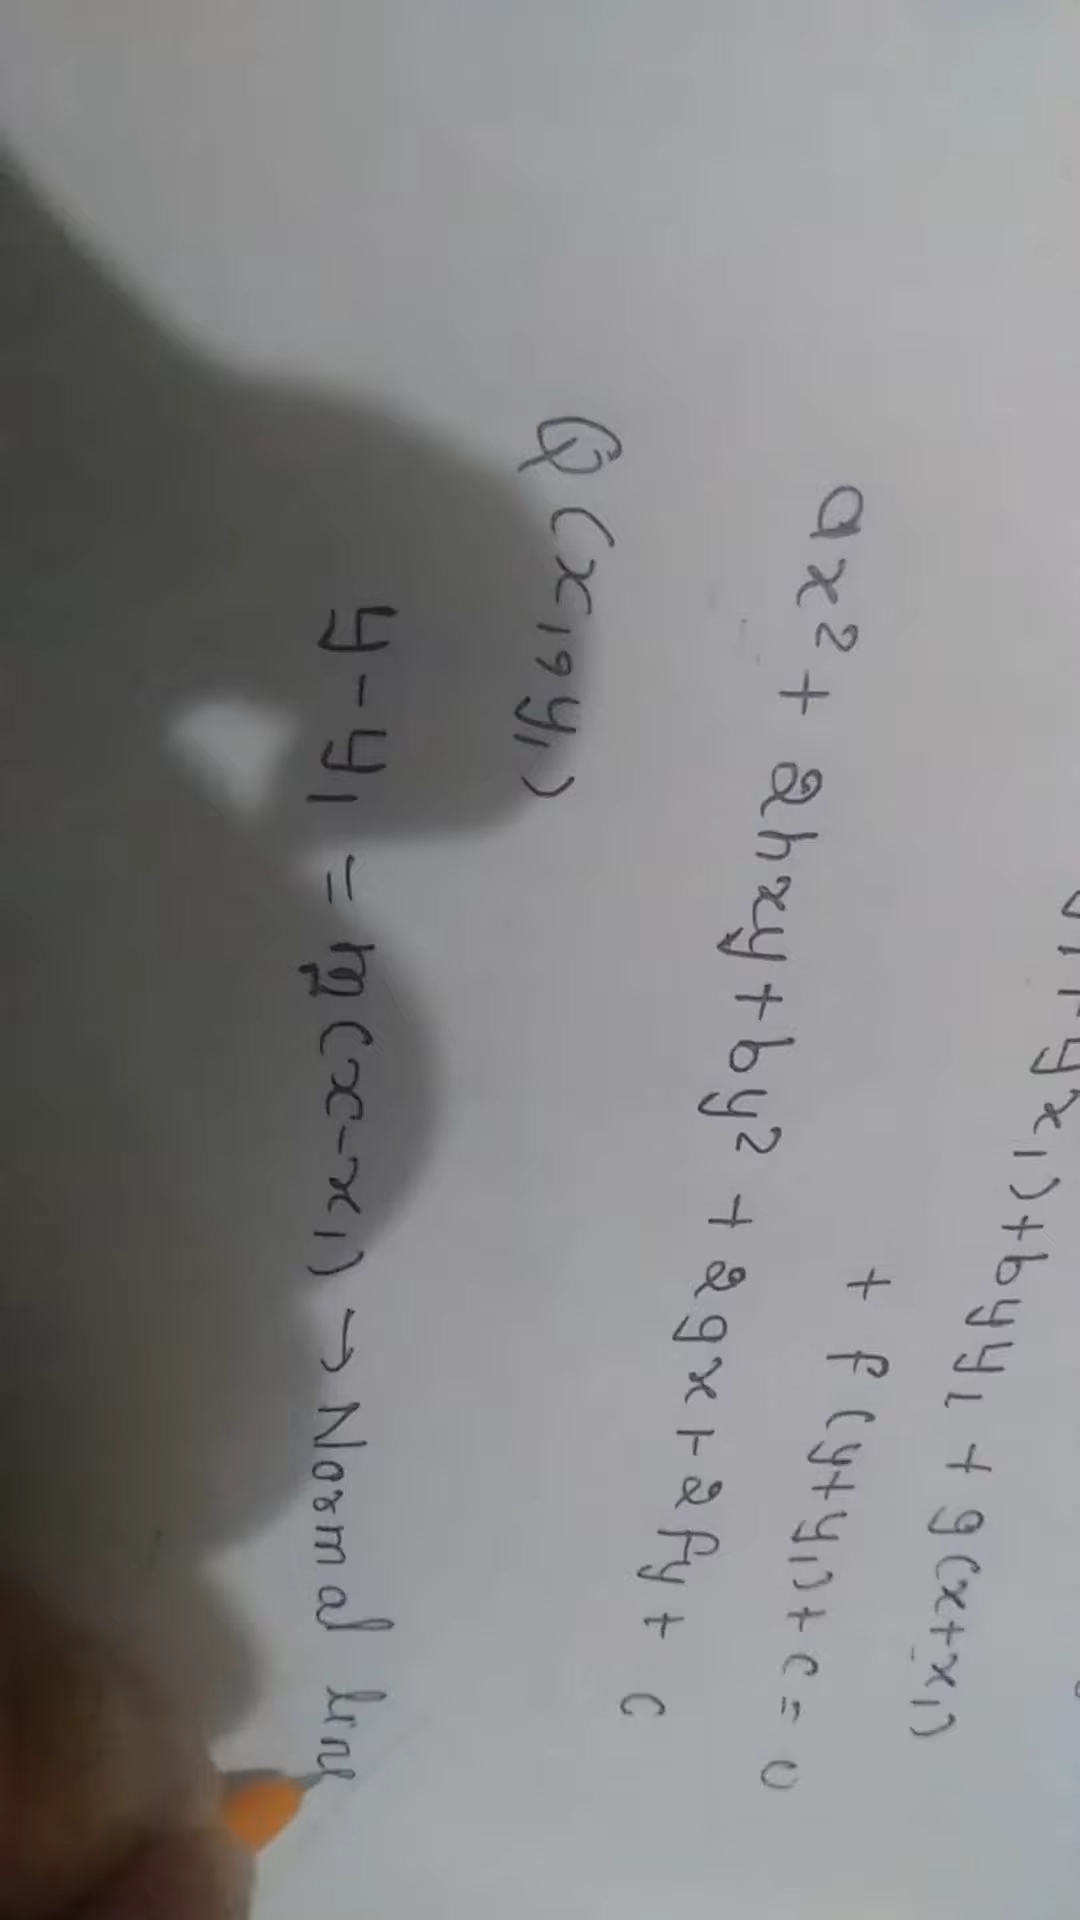 x₁)+byy₁ + g(x+x₁)
+ f(y+y₁)+c=0
ax²+2hxy+by²+2gx+2fy+c
Q(x₁,y₁)
y-y₁=m(x-x₁)→Normal line